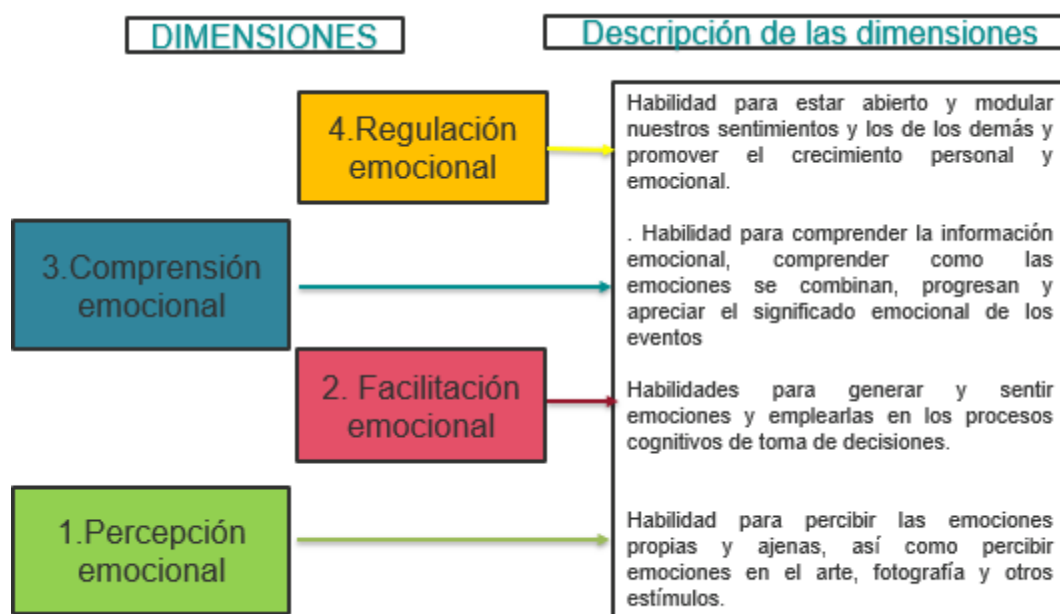 DIMENSIONES
Descripción de las dimensiones
4.Regulación
emocional
Habilidad para estar abierto y modular
nuestros sentimientos y los de los demás y
promover el crecimiento personal y
emocional.
3.Comprensión
emocional
. Habilidad para comprender la información
emocional, comprender como las
emociones se combinan, progresan y
apreciar el significado emocional de los
eventos
2. Facilitación
emocional
Habilidades para generar y sentir
emociones y emplearlas en los procesos
cognitivos de toma de decisiones.
1.Percepción
emocional
Habilidad para percibir las emociones
propias y ajenas, así como percibir
emociones en el arte, fotografía y otros
estímulos.